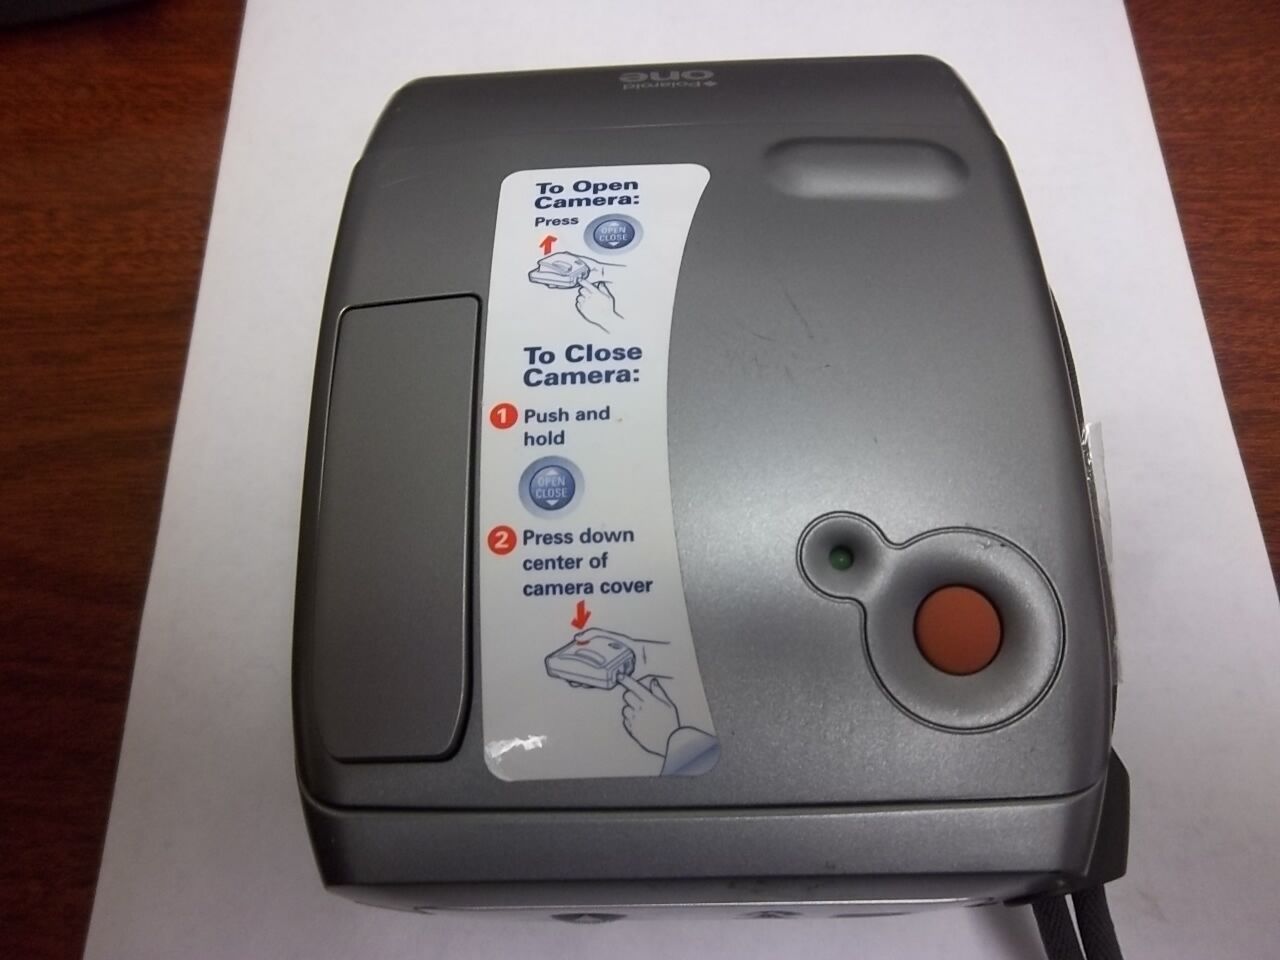 Polaroid
one
To Open
Camera:
Press
OPEN
CLOSE
To Close
Camera:
1 Push and
hold
OPEN
CLOSE
2 Press down
center of
camera cover